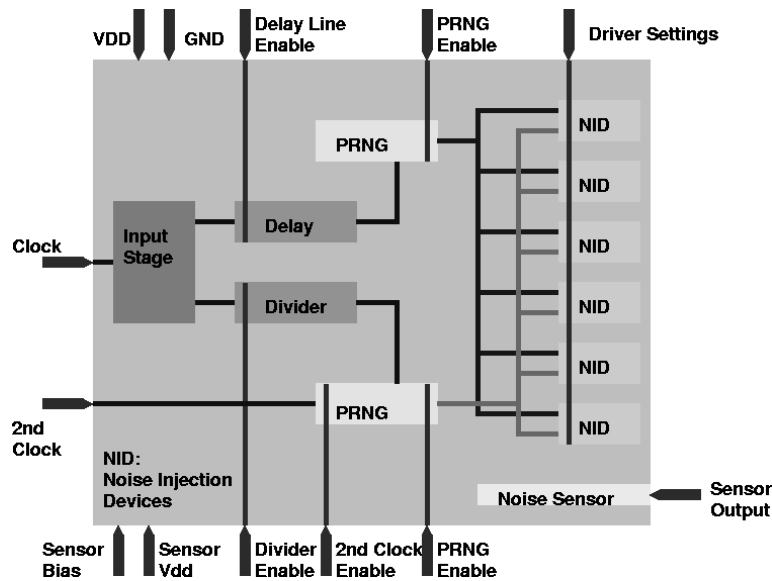 VDD
GND
Delay Line
Enable
PRNG
Enable
Driver Settings
NID
PRNG
NID
Input
Stage
Delay
Clock
NID
Divider
NID
NID
PRNG
NID
2nd
Clock
NID:
Noise Injection
Devices
Noise Sensor
Sensor
Output
Sensor
Bias
Sensor
Vdd
Divider
Enable
2nd Clock
Enable
PRNG
Enable